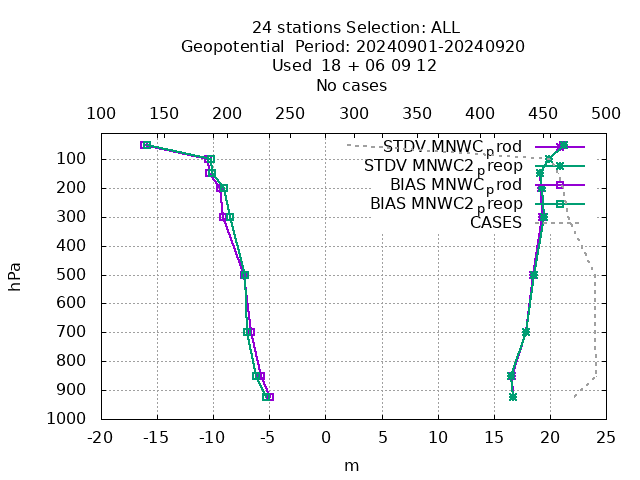 24 stations Selection: ALL
Geopotential  Period: 20240901-20240920
Used  18 + 06 09 12
No cases
100 150 200 250 300 350 400 450 500
STDV MNWC_prod
STDV MNWC2_preop
BIAS MNWC_prod
BIAS MNWC2_preop
CASES
100
200
300
400
500
600
700
800
900
1000
hPa
-20 -15 -10 -5 0 5 10 15 20 25
m